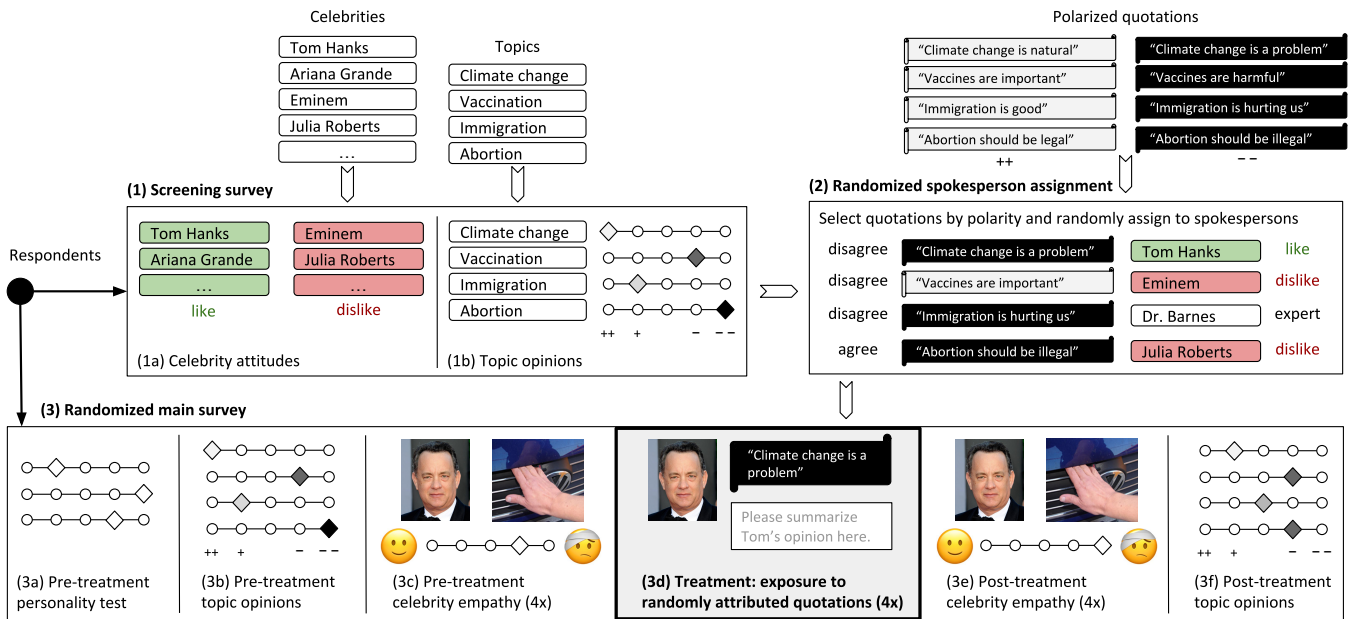 Celebrities
Tom Hanks
Ariana Grande
Eminem
Julia Roberts
...
Topics
Climate change
Vaccination
Immigration
Abortion
Polarized quotations
“Climate change is natural”
“Climate change is a problem”
“Vaccines are important”
“Vaccines are harmful”
“Immigration is good”
“Immigration is hurting us”
“Abortion should be legal”
“Abortion should be illegal”
++
– –
(1) Screening survey
Respondents
Tom Hanks
Ariana Grande
...
like
Eminem
Julia Roberts
...
dislike
(1a) Celebrity attitudes
Climate change
Vaccination
Immigration
Abortion
++ + – – –
(1b) Topic opinions
(2) Randomized spokesperson assignment
Select quotations by polarity and randomly assign to spokespersons
disagree “Climate change is a problem” Tom Hanks like
disagree “Vaccines are important” Eminem dislike
disagree “Immigration is hurting us” Dr. Barnes expert
agree “Abortion should be illegal” Julia Roberts dislike
(3) Randomized main survey
(3a) Pre-treatment
personality test
++ + – – –
(3b) Pre-treatment
topic opinions
(3c) Pre-treatment
celebrity empathy (4x)
“Climate change is a
problem”
Please summarize
Tom’s opinion here.
(3d) Treatment: exposure to
randomly attributed quotations (4x)
(3e) Post-treatment
celebrity empathy (4x)
++ + – – –
(3f) Post-treatment
topic opinions